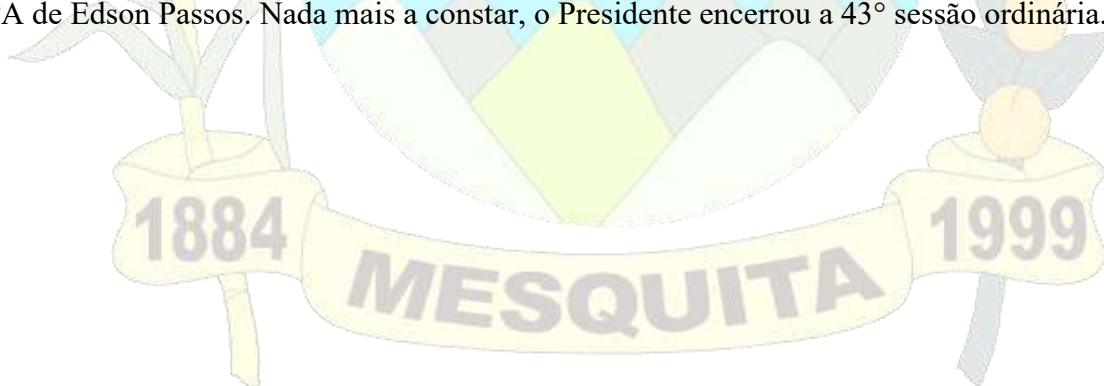 A de Edson Passos. Nada mais a constar, o Presidente encerrou a 43° sessão ordinária.
1884
1999
MESQUITA